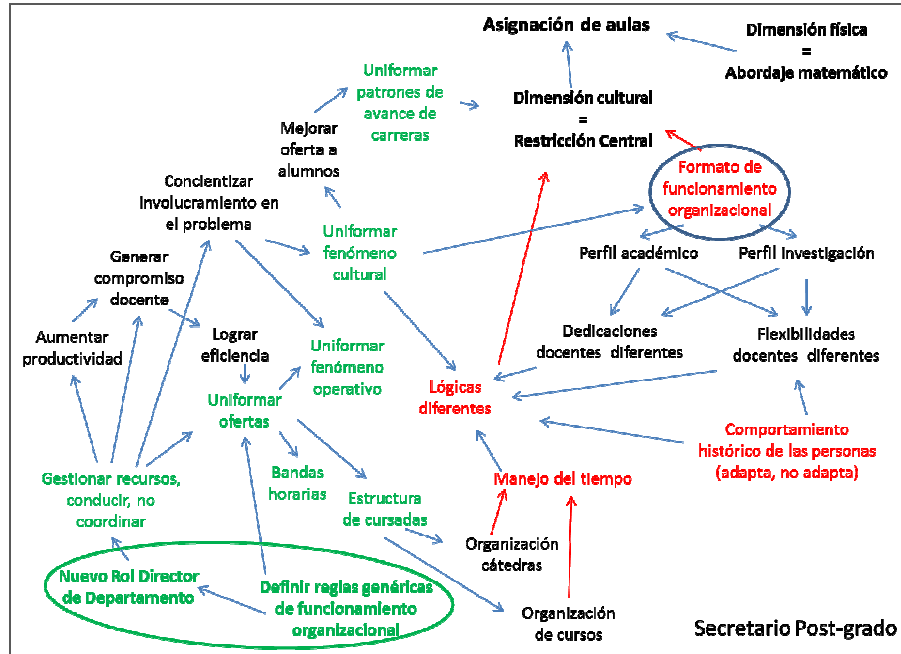 Asignación de aulas
Dimensión física
=
Abordaje matemático
Uniformar
patrones de
avance de
carreras
Dimensión cultural
=
Restricción Central
Mejorar
oferta a
alumnos
Formato de
funcionamiento
organizacional
Concientizar
involucramiento en
el problema
Uniformar
fenómeno
cultural
Perfil académico
Perfil investigación
Generar
compromiso
docente
Aumentar
productividad
Lograr
eficiencia
Uniformar
fenómeno
operativo
Dedicaciones
docentes diferentes
Flexibilidades
docentes diferentes
Lógicas
diferentes
Uniformar
ofertas
Comportamiento
histórico de las personas
(adapta, no adapta)
Gestionar recursos,
conducir, no
coordinar
Bandas
horarias
Estructura
de cursadas
Manejo del tiempo
Organización
cátedras
Nuevo Rol Director
de Departamento
Definir reglas genéricas
de funcionamiento
organizacional
Organización
de cursos
Secretario Post-grado